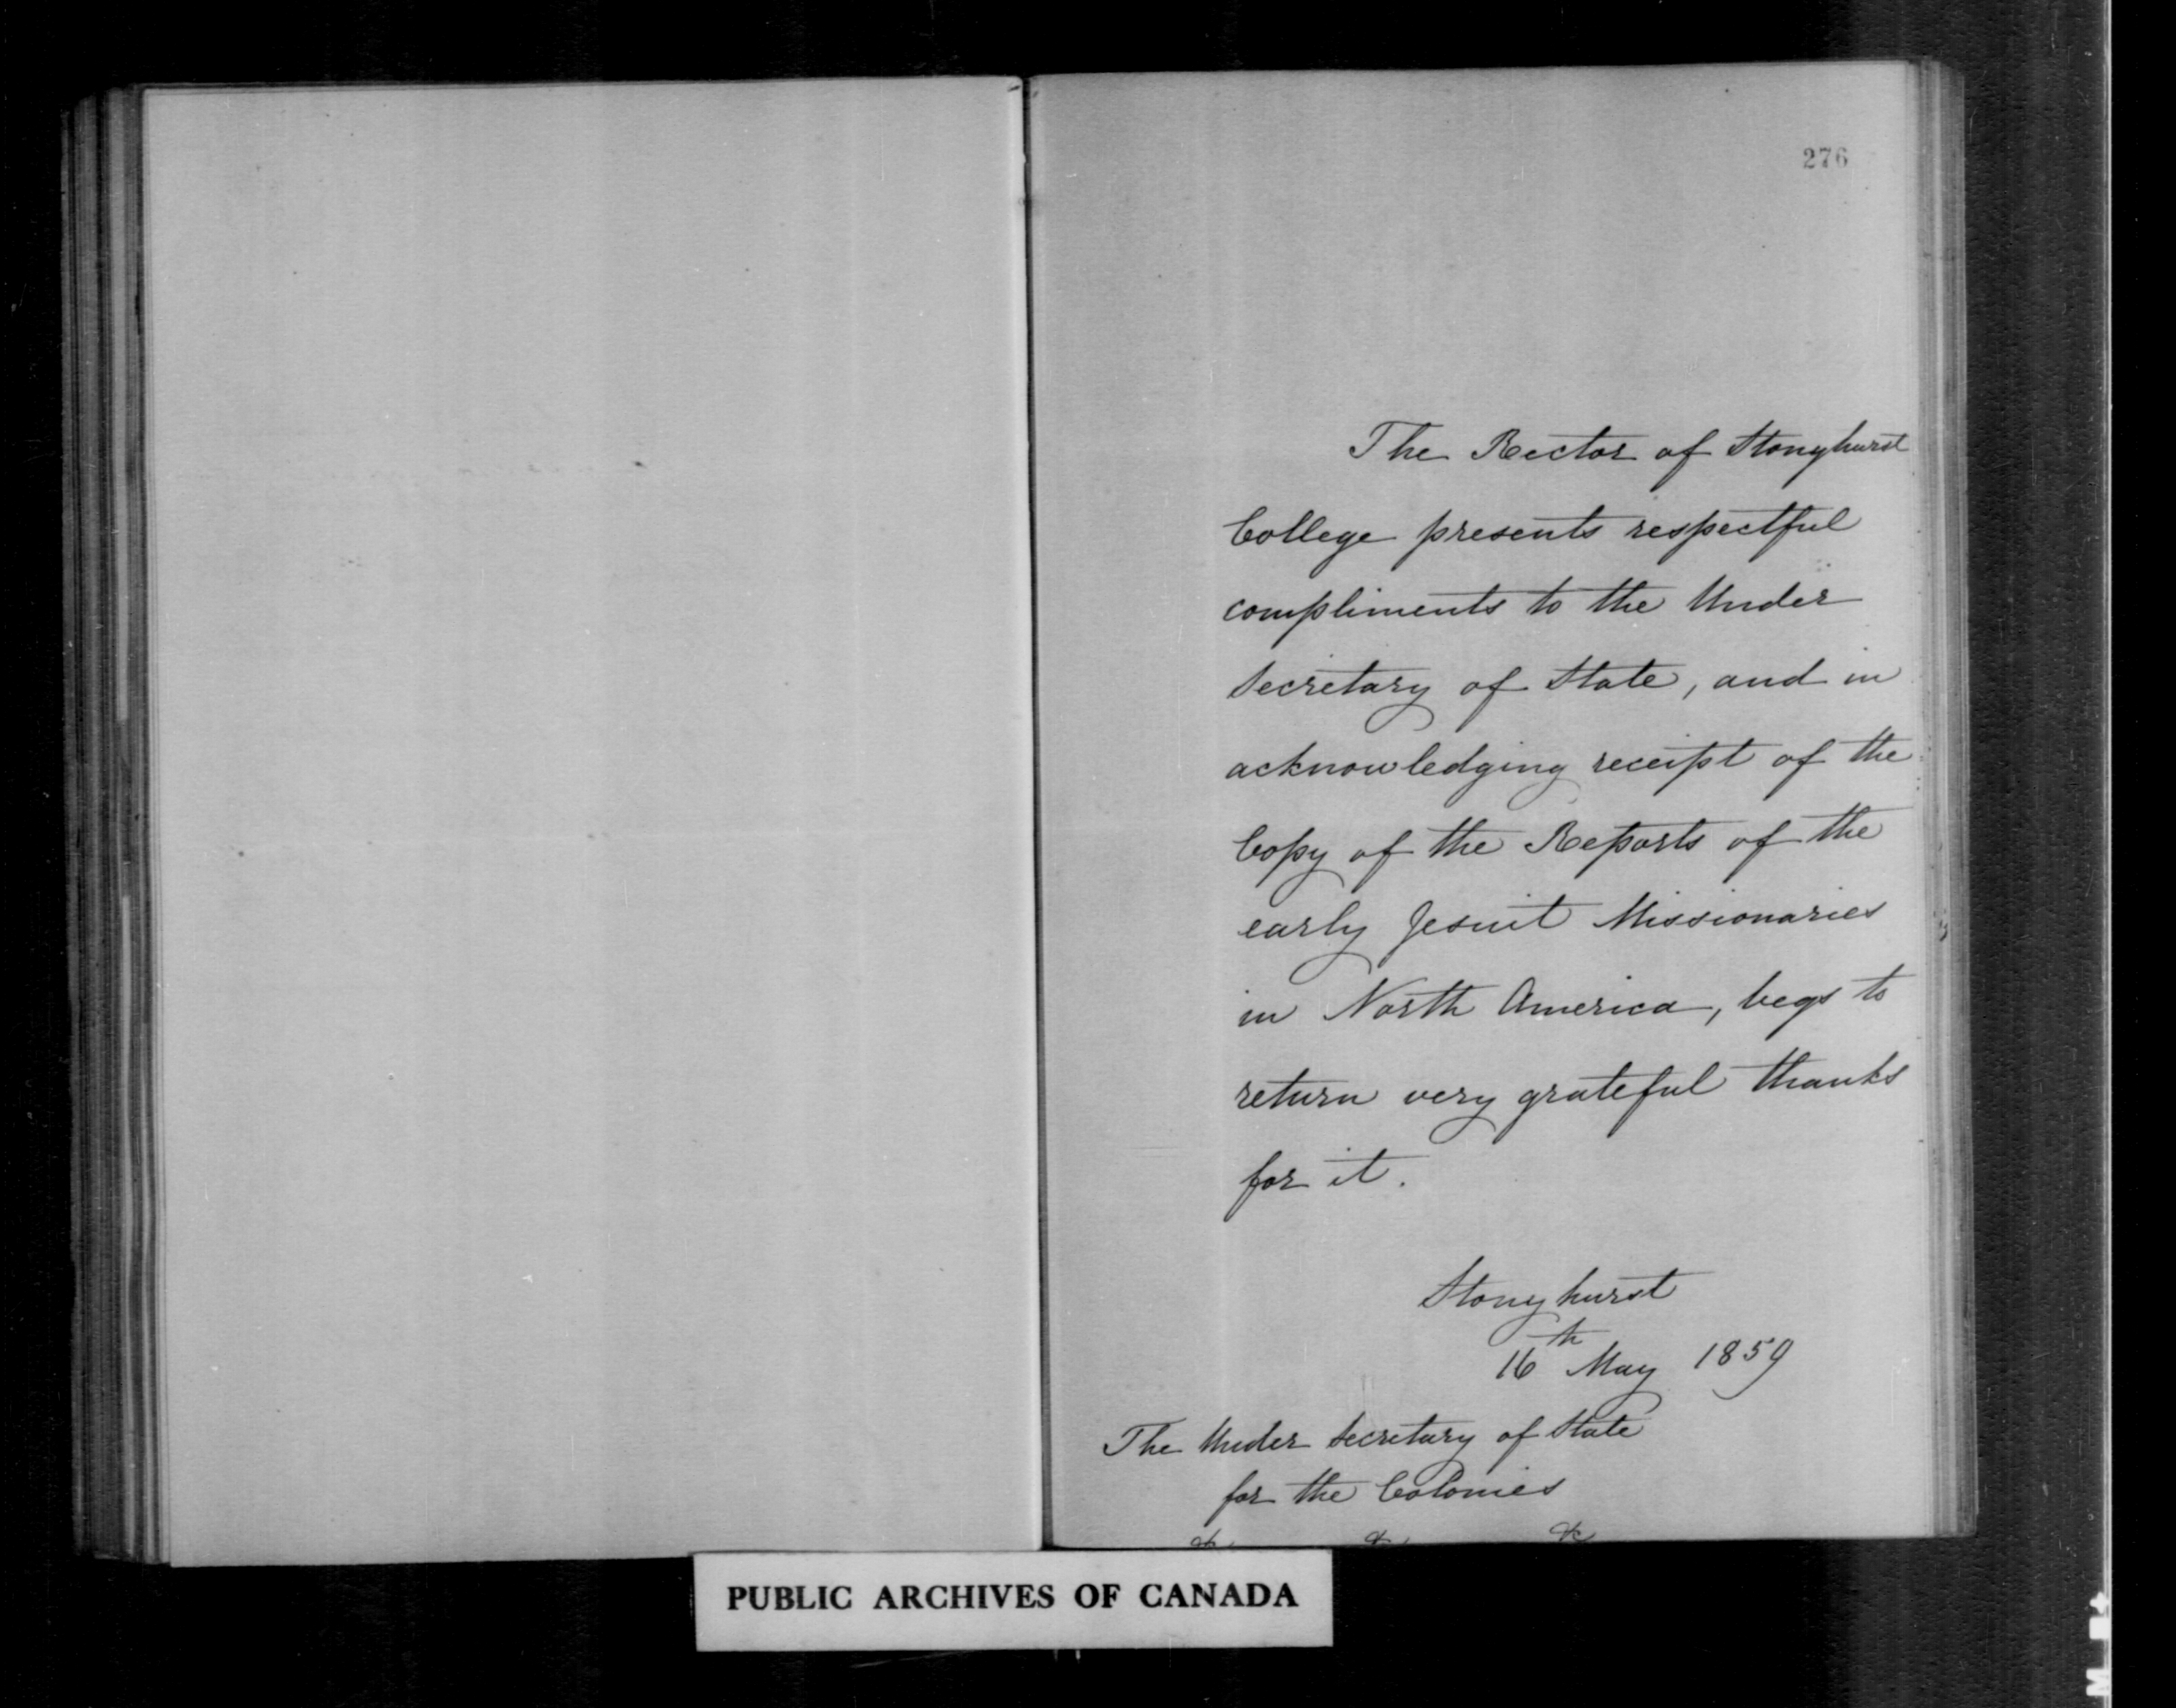 276
The Rector of Stonyhurst
College presents respectful
compliments to the Under
Secretary of State, and in
acknowledging receipt of the
Copy of the Reports of the
early Jesuit Missionaries
in North America, begs to
return very grateful thanks
for it.
Stonyhurst
16th May 1859
The Under Secretary of State
for the Colonies
&c &c &c
PUBLIC ARCHIVES OF CANADA